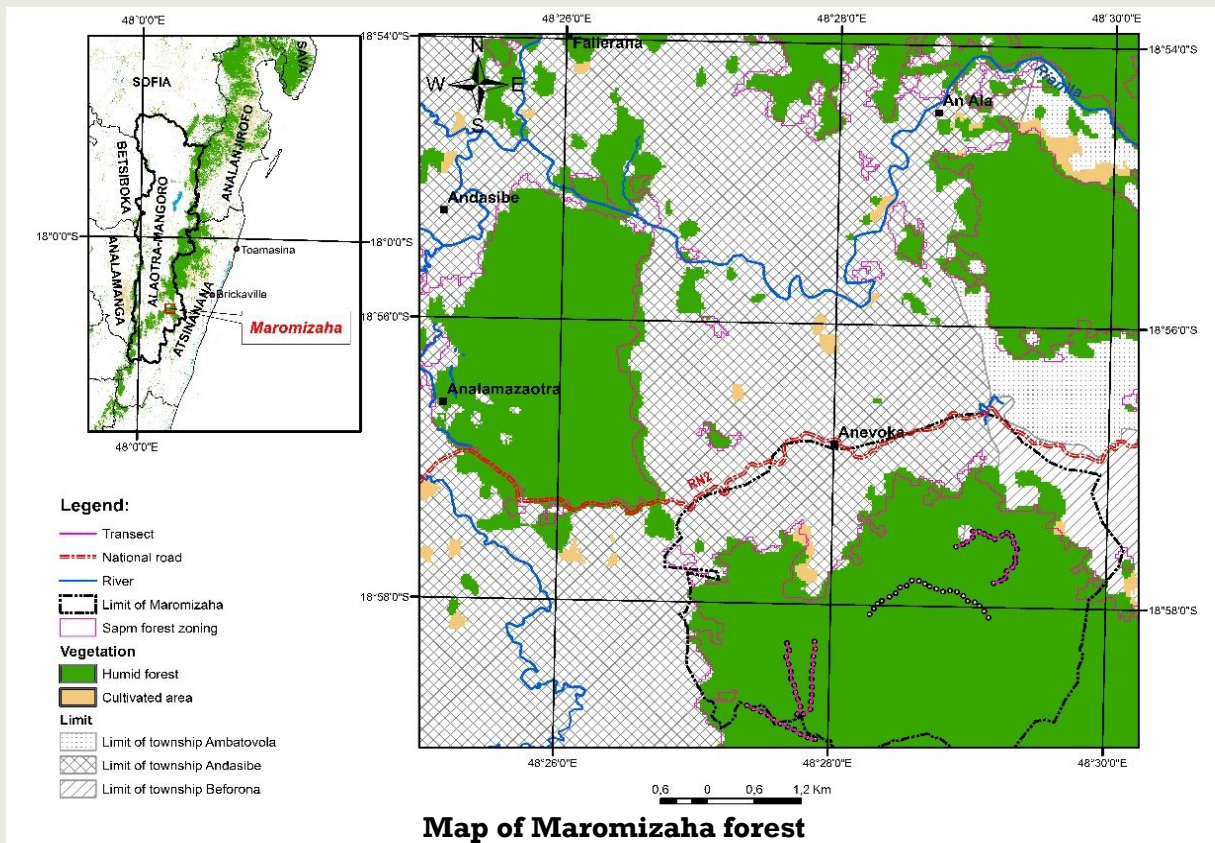 48°0'0"E
SOFIA
SAVA
BETSIBOKA
ALAOTRA-MANGORO
ANALANJIROFO
18°0'0"S
ANALAMANGA
Toamasina
Brickaville
ATSINANANA
Maromizaha
18°0'0"S
48°0'0"E
48°26'0"E
48°28'0"E
48°30'0"E
18°54'0"S
18°54'0"S
N
W
E
S
Fallerana
Andasibe
An Ala
18°56'0"S
18°56'0"S
Analamazaotra
Anevoka
RN2
18°58'0"S
18°58'0"S
48°26'0"E
48°28'0"E
48°30'0"E
0,6
0
0,6
1,2 Km
Legend:
Transect
National road
River
Limit of Maromizaha
Sapm forest zoning
Vegetation
Humid forest
Cultivated area
Limit
Limit of township Ambatovola
Limit of township Andasibe
Limit of township Beforona
Map of Maromizaha forest